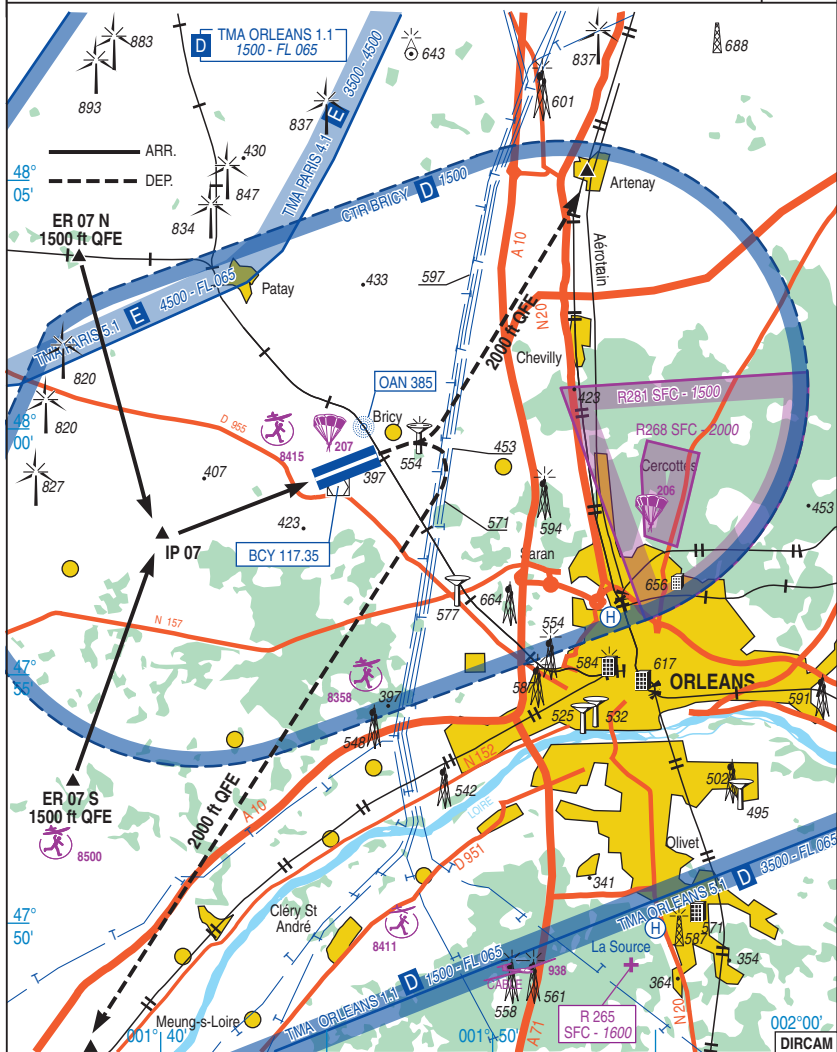 883
893
D TMA ORLEANS 1.1
1500 - FL 065
643
837
688
601
837
TMA PARIS 4.1 E 3500-4500
ARR.
DEP.
430
847
834
48°
05'
ER 07 N
1500 ft QFE
CTR BRICY D 1500
Artenay
A 10
Aérotrain
Patay
433
597
TMA PARIS 5.1 E 4500 - FL 065
N20
2000 ft QFE
Chevilly
820
OAN 385
423
R281 SFC - 1500
48°
00'
820
D 955
8415
207
Bricy
554
R268 SFC - 2000
Cercottes
206
453
827
407
397
453
594
423
571
IP 07
BCY 117.35
Saran
577
664
656
H
N 157
554
584
617
ORLEANS
47°
55'
8358
397
587
591
525
532
548
N 152
542
502
495
ER 07 S
1500 ft QFE
2000 ft QFE
A 10
LOIRE
8500
D 951
Olivet
341
TMA ORLEANS 5.1 D 3500 - FL 065
47°
50'
Cléry St
André
8411
H
571
587
La Source
354
364
TMA ORLEANS 1.1 D 1500 - FL 065
938
CABLE
558
561
R 265
SFC - 1600
N 20
Meung-s-Loire
001° 40'
001° 50'
A 71
002° 00'
DIRCAM